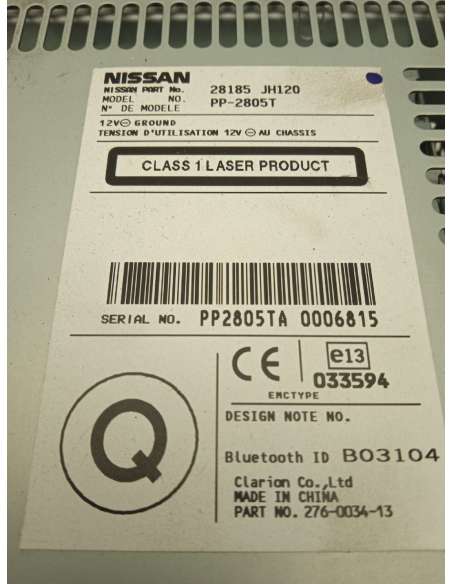 NISSAN
NISSAN PART No. 28185 JH120
MODEL NO. PP-2805T
N° DE MODELE
12V⊖ GROUND
TENSION D'UTILISATION 12V ⊖ AU CHASSIS
CLASS 1 LASER PRODUCT
SERIAL NO. PP2805TA 0006815
CE e13
033594
EMCTYPE
DESIGN NOTE NO.
Q
Bluetooth ID B03104
Clarion Co.,Ltd
MADE IN CHINA
PART NO. 276-0034-13